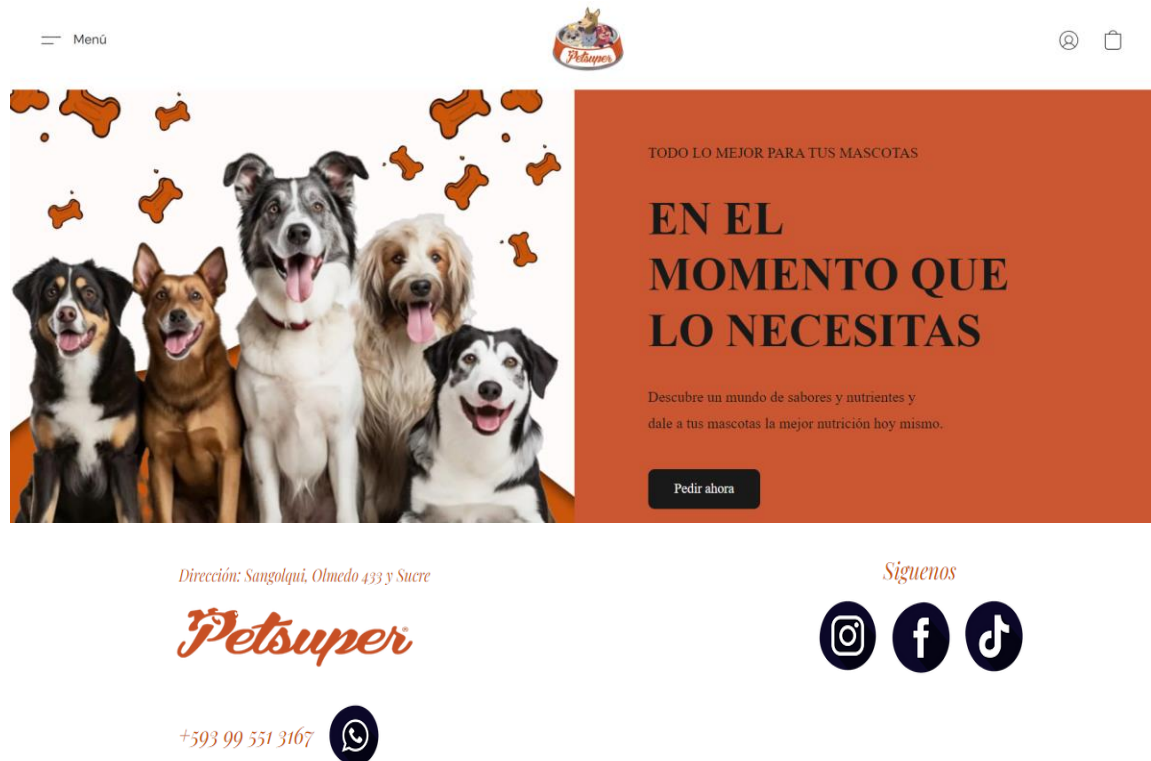 Menú
Petsuper
TODO LO MEJOR PARA TUS MASCOTAS
EN EL
MOMENTO QUE
LO NECESITAS
Descubre un mundo de sabores y nutrientes y
dale a tus mascotas la mejor nutrición hoy mismo.
Pedir ahora
Dirección: Sangolqui, Olmedo 433 y Sucre
Siguenos
Petsuper®
+593 99 551 3167